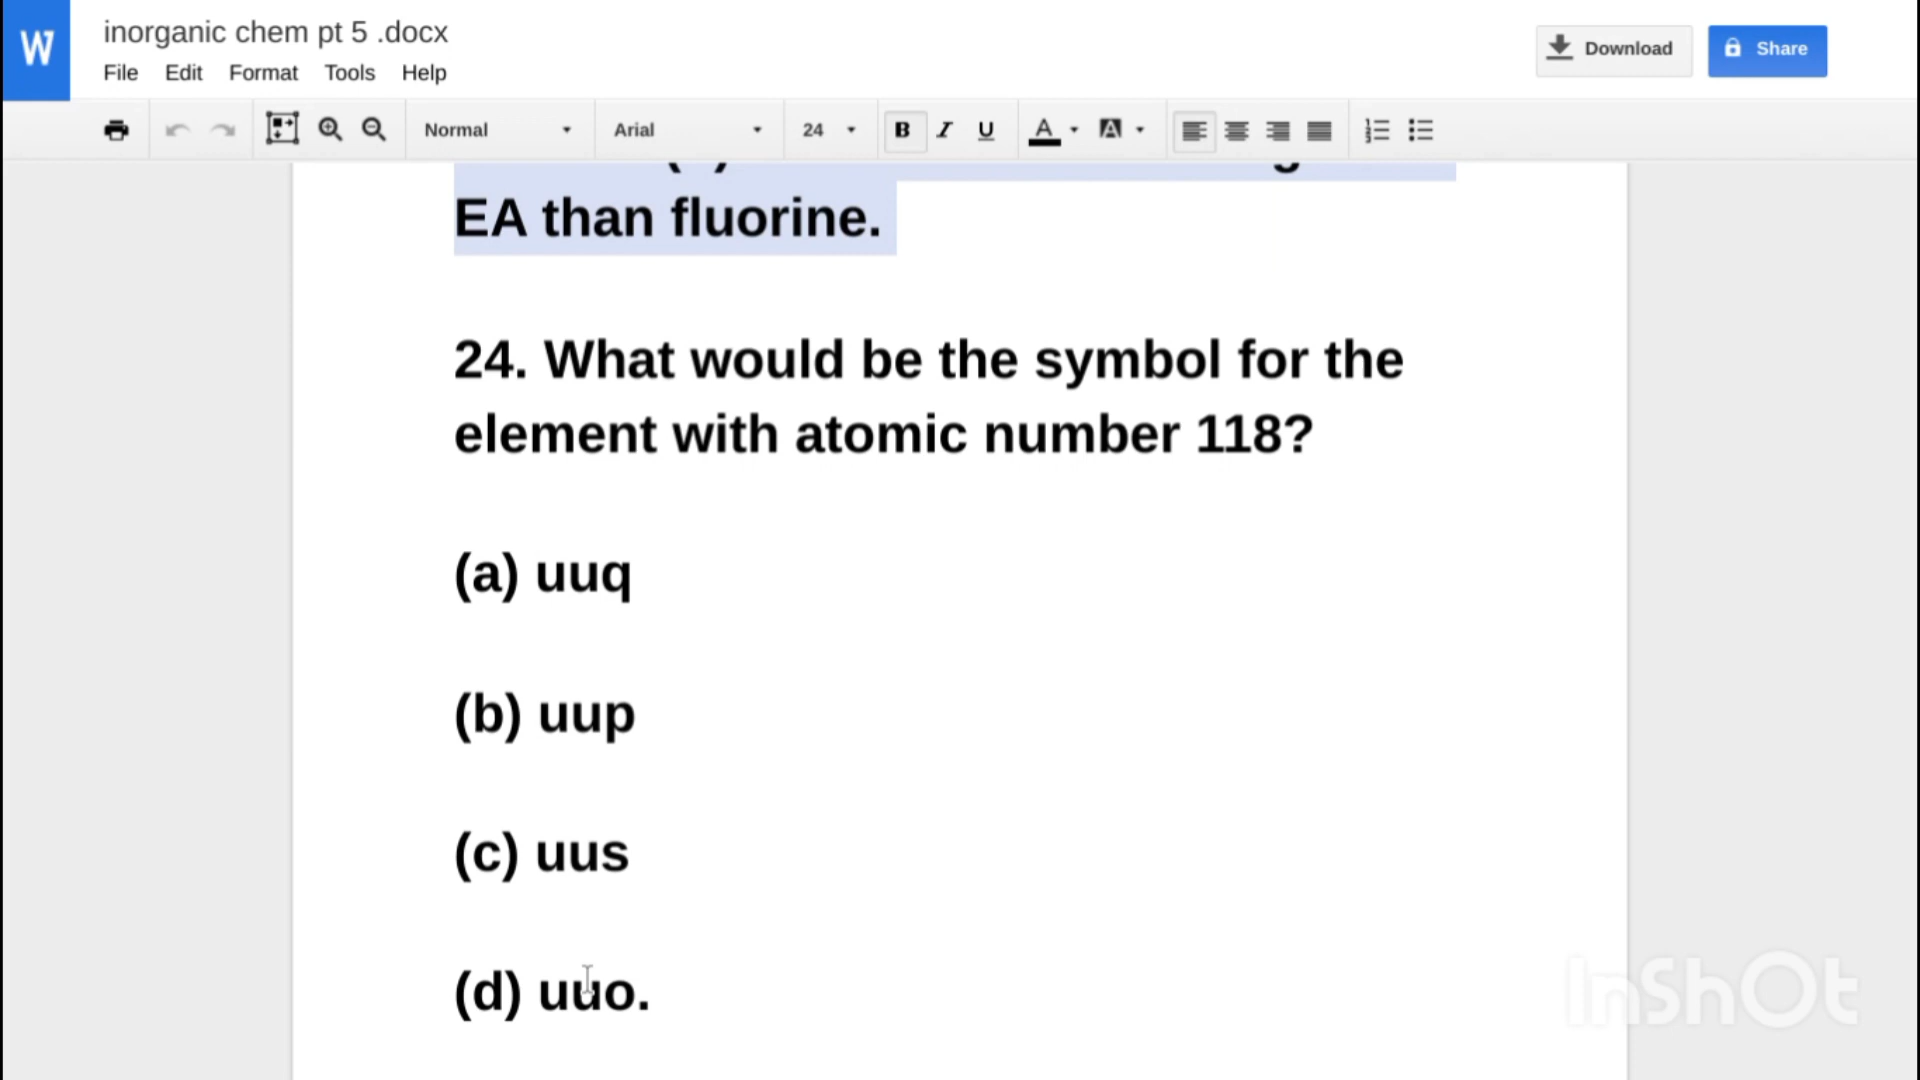 W
inorganic chem pt 5 .docx
File Edit Format Tools Help
Download
Share
Normal Arial 24 B I U A A
EA than fluorine.
24. What would be the symbol for the
element with atomic number 118?
(a) uuq
(b) uup
(c) uus
(d) uuo.
InShOt